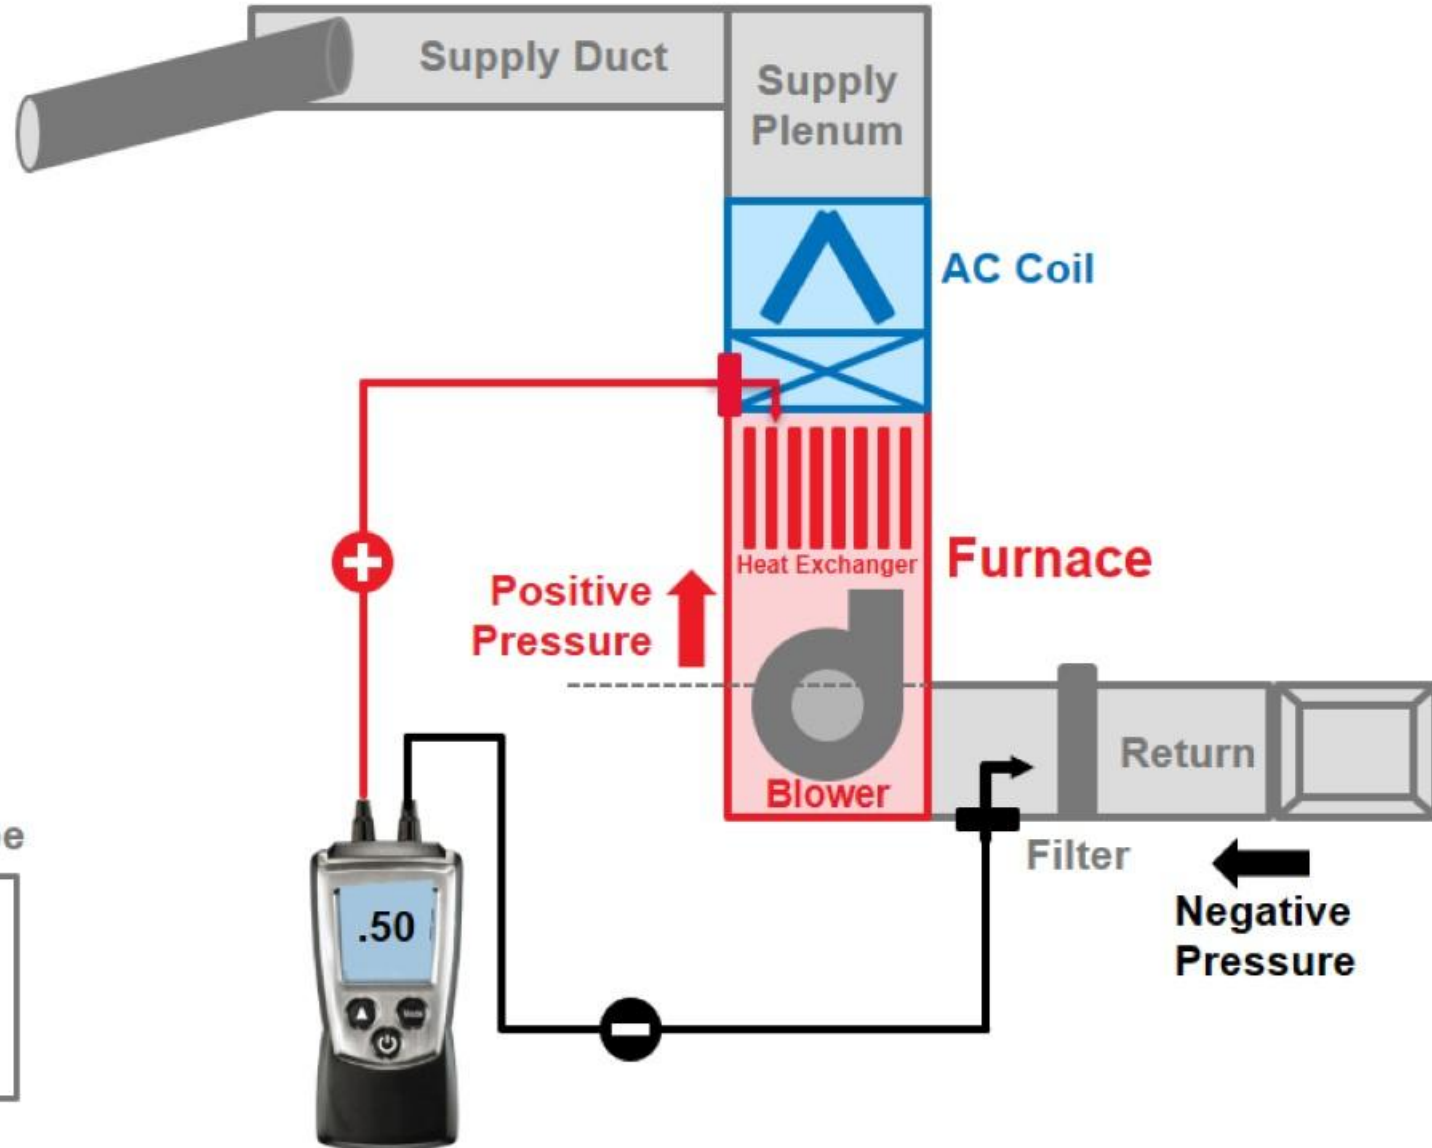 Supply Duct
Supply
Plenum
AC Coil
Heat Exchanger
Furnace
Positive
Pressure
Blower
Return
Filter
Negative
Pressure
.50
Mode